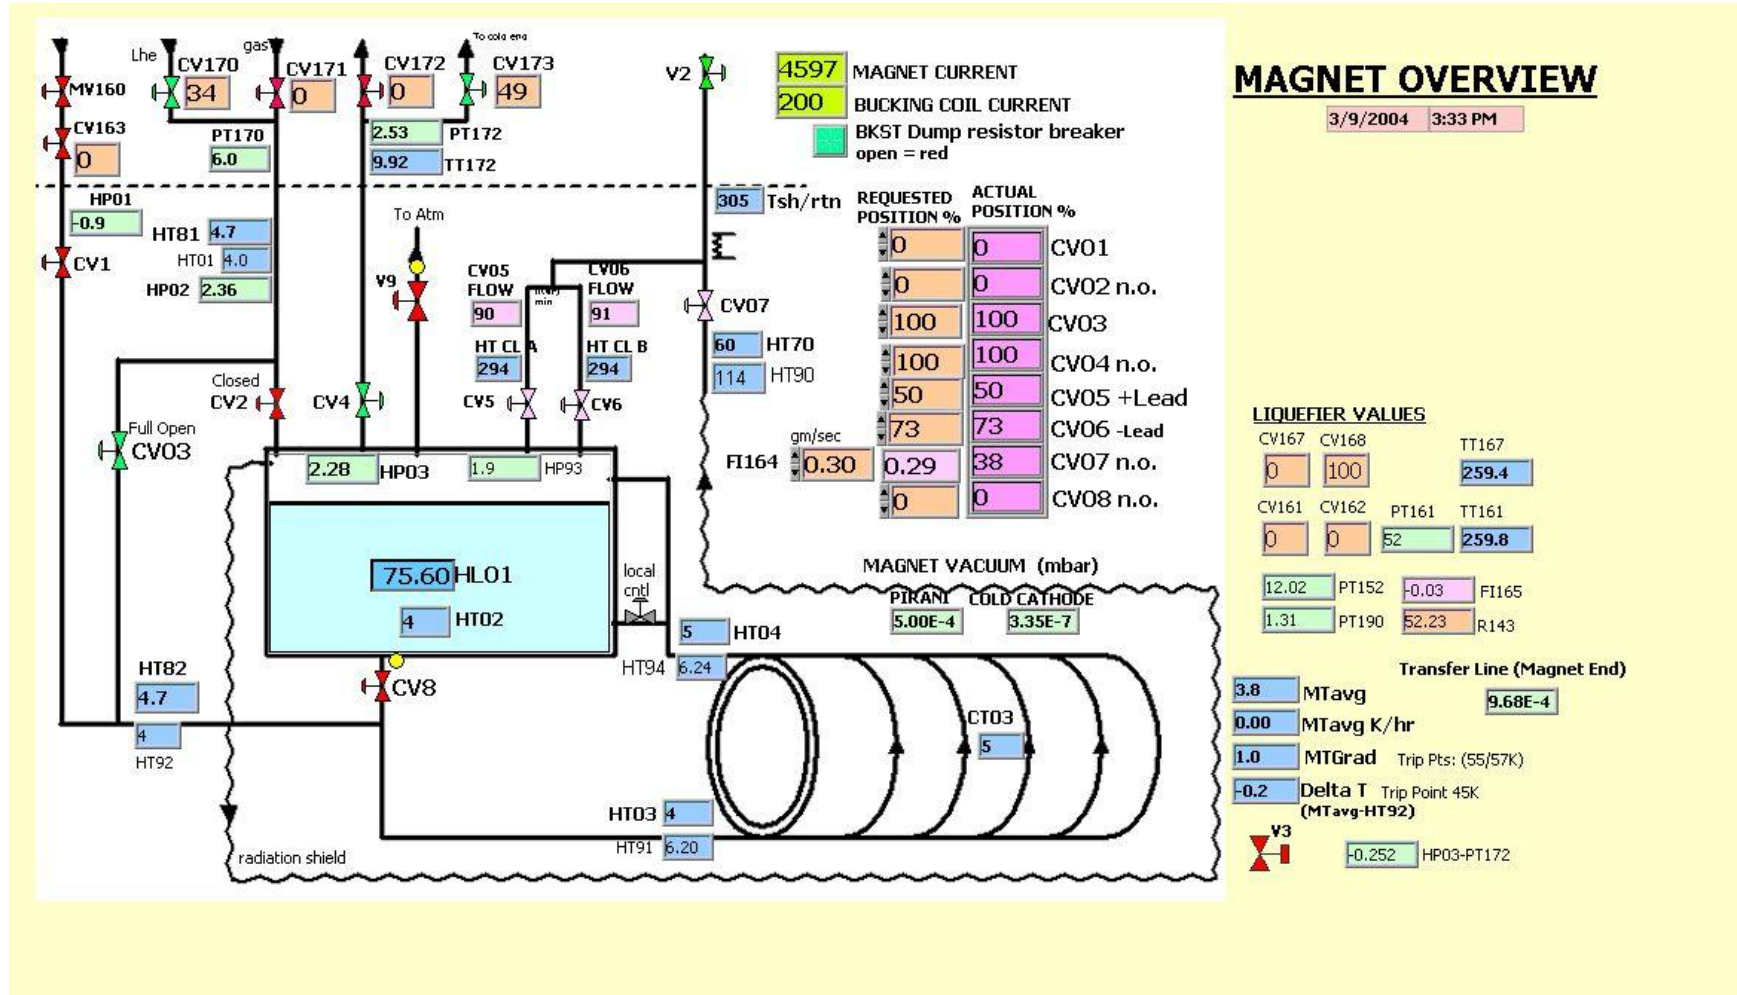 Lhe
gas
To cold end
MV160
CV170
34
CV171
0
CV172
0
CV173
49
CV163
0
PT170
6.0
2.53 PT172
9.92 TT172
V2
4597 MAGNET CURRENT
200 BUCKING COIL CURRENT
BKST Dump resistor breaker
open = red
MAGNET OVERVIEW
3/9/2004 3:33 PM
HP01
-0.9
HT81 4.7
HT01 4.0
HP02 2.36
CV1
To Atm
V9
CV05
FLOW
90
min
CV06
FLOW
91
HT CL A
294
HT CL B
294
CV5
CV6
305 Tsh/rtn
CV07
60 HT70
114 HT90
REQUESTED
POSITION %
ACTUAL
POSITION %
0 0 CV01
0 0 CV02 n.o.
100 100 CV03
100 100 CV04 n.o.
50 50 CV05 +Lead
73 73 CV06 -Lead
gm/sec
FI164 0.30 0.29 38 CV07 n.o.
0 0 CV08 n.o.
Closed
CV2
CV4
Full Open
CV03
2.28 HP03
1.9 HP93
75.60 HL01
4 HT02
local
cntl
CV8
HT82
4.7
4
HT92
radiation shield
MAGNET VACUUM (mbar)
PIRANI
5.00E-4
COLD CATHODE
3.35E-7
5 HT04
HT94 6.24
CT03
5
HT03 4
HT91 6.20
LIQUEFIER VALUES
CV167 CV168 TT167
0 100 259.4
CV161 CV162 PT161 TT161
0 0 52 259.8
12.02 PT152 -0.03 FI165
1.31 PT190 52.23 R143
Transfer Line (Magnet End)
9.68E-4
3.8 MTavg
0.00 MTavg K/hr
1.0 MTGrad Trip Pts: (55/57K)
-0.2 Delta T Trip Point 45K
(MTavg-HT92)
V3
-0.252 HP03-PT172